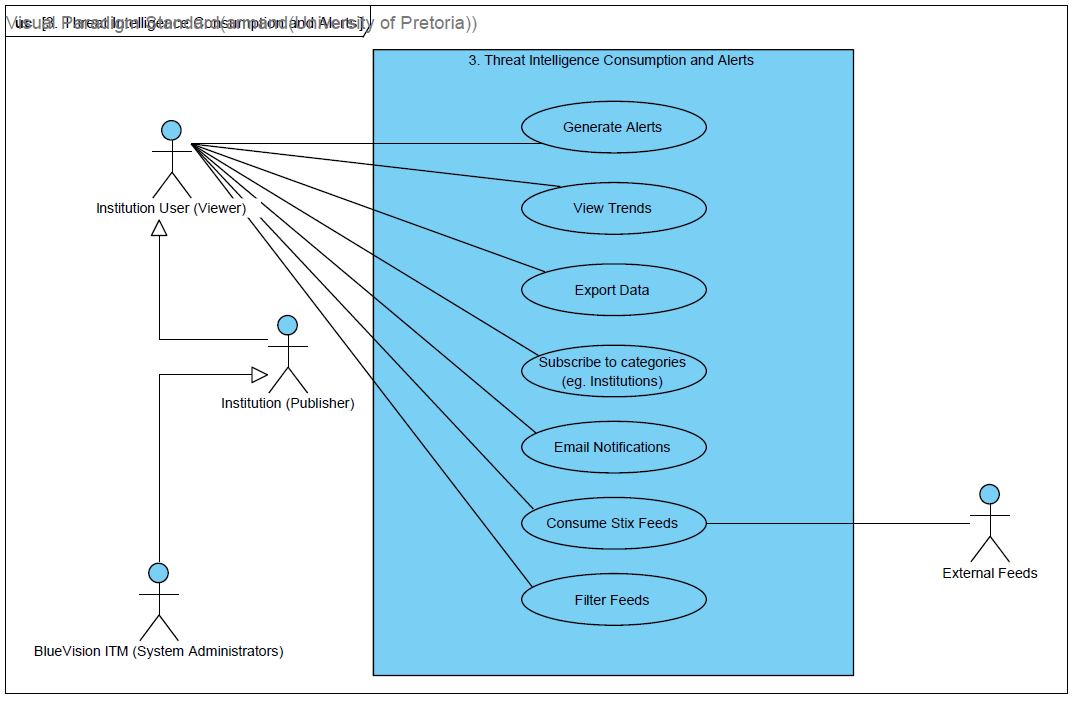 Visual Paradigm Standard(armand(University of Pretoria))
uc [3. Threat Intelligence Consumption and Alerts]
3. Threat Intelligence Consumption and Alerts
Generate Alerts
View Trends
Institution User (Viewer)
Export Data
Subscribe to categories
(eg. Institutions)
Institution (Publisher)
Email Notifications
Consume Stix Feeds
External Feeds
Filter Feeds
BlueVision ITM (System Administrators)